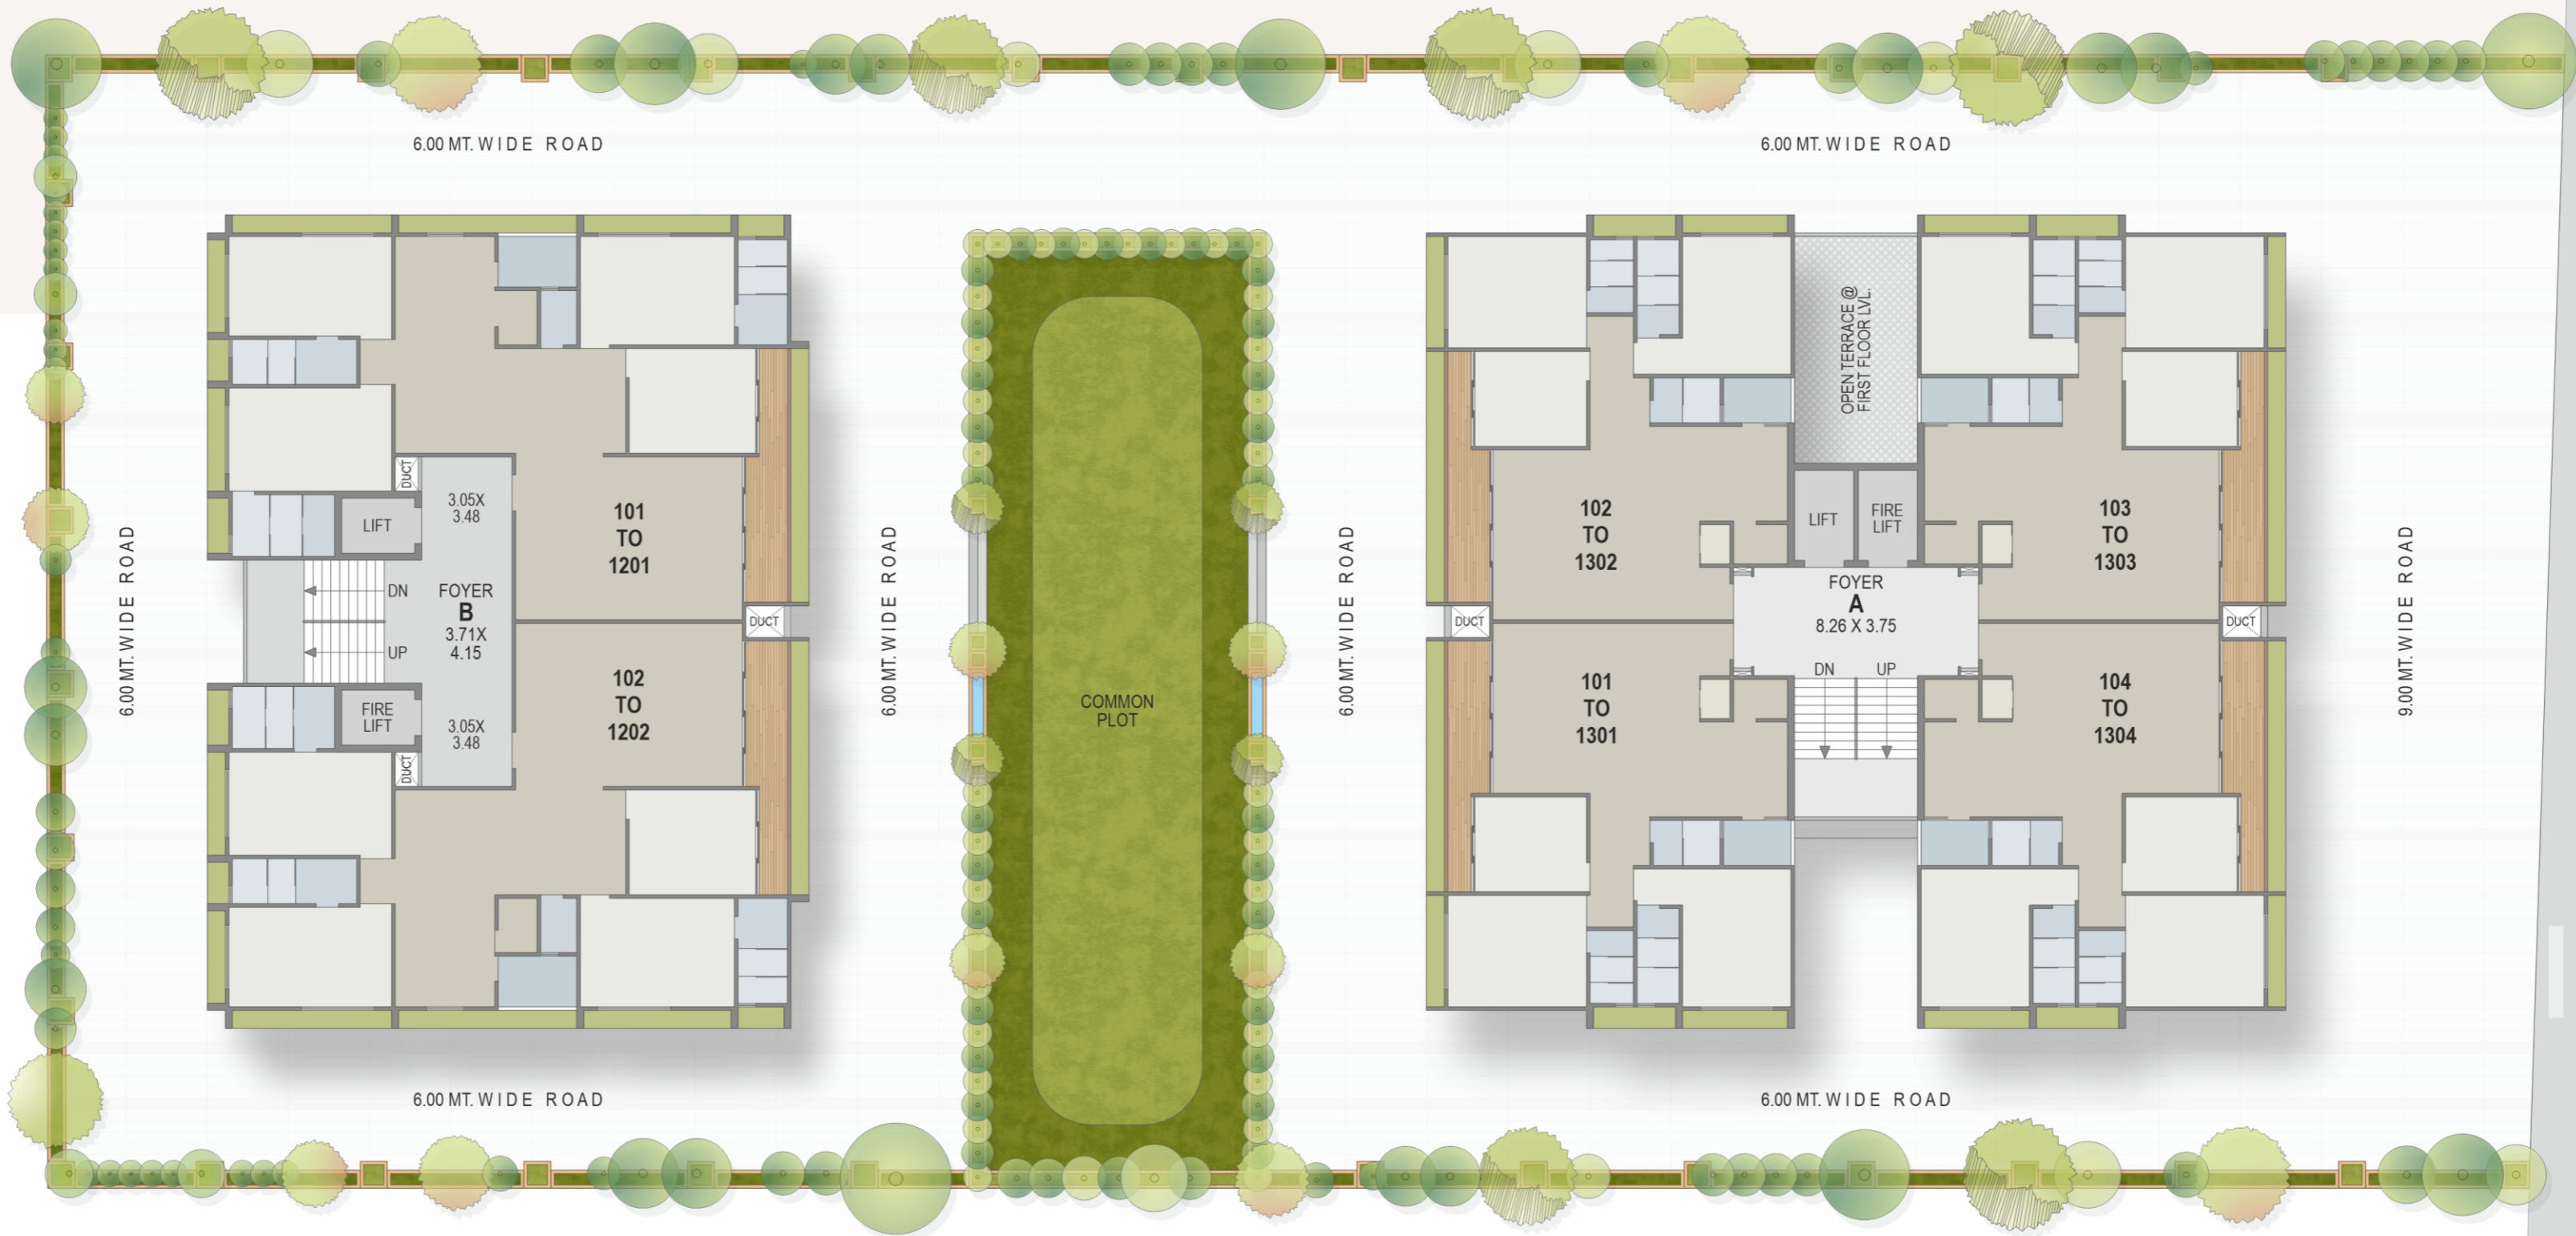 6.00 MT. WIDE ROAD
6.00 MT. WIDE ROAD
6.00 MT. WIDE ROAD
DUCT
3.05X
3.48
LIFT
DN
UP
FOYER
B
3.71X
4.15
FIRE
LIFT
3.05X
3.48
DUCT
101
TO
1201
DUCT
102
TO
1202
6.00 MT. WIDE ROAD
COMMON
PLOT
6.00 MT. WIDE ROAD
OPEN TERRACE @
FIRST FLOOR LVL.
102
TO
1302
LIFT
FIRE
LIFT
103
TO
1303
DUCT
FOYER
A
8.26 X 3.75
DUCT
DN
UP
101
TO
1301
104
TO
1304
9.00 MT. WIDE ROAD
6.00 MT. WIDE ROAD
6.00 MT. WIDE ROAD